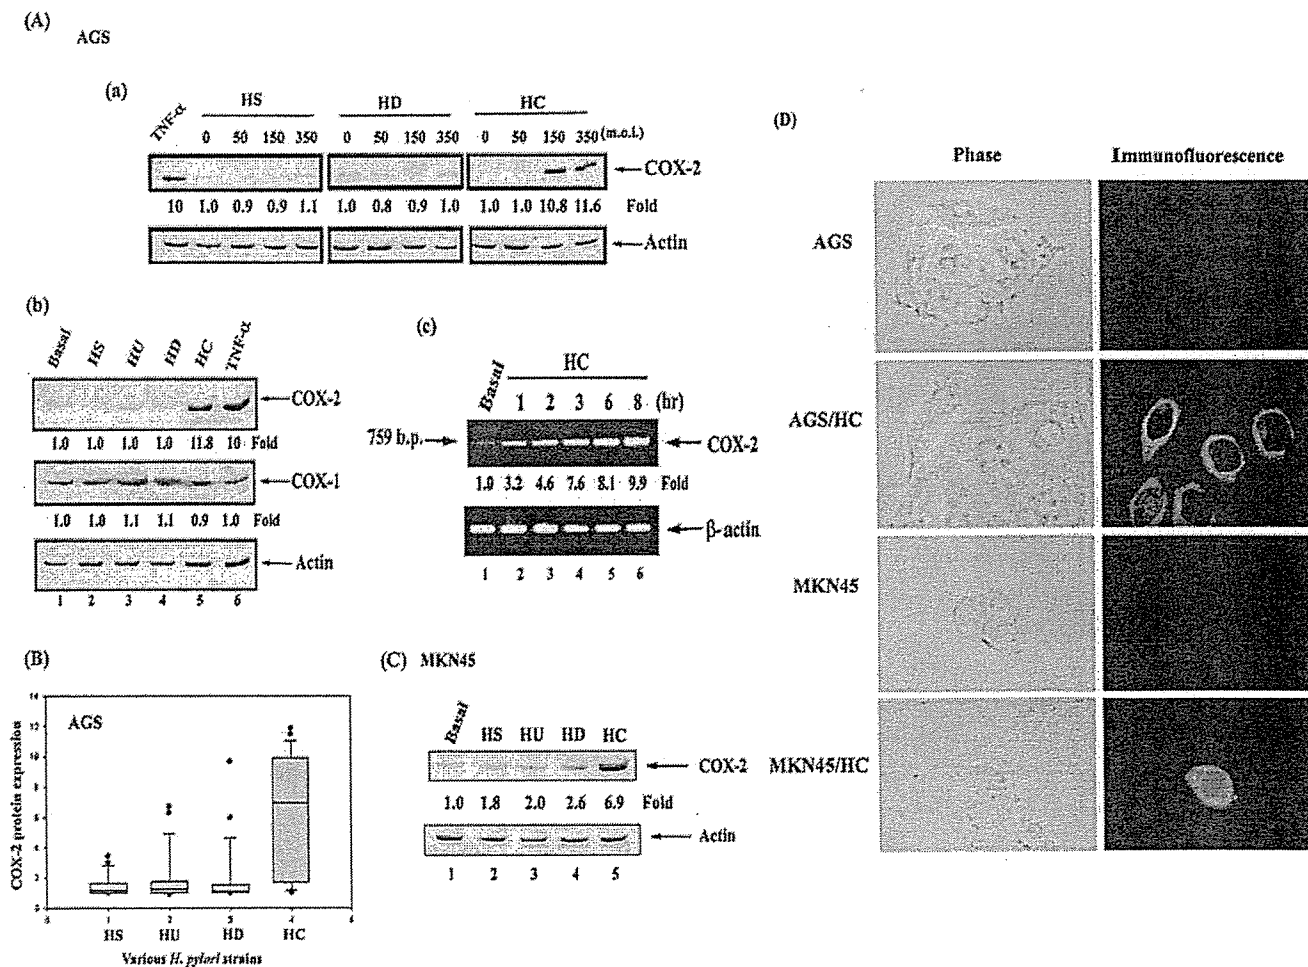 (A)
AGS
(a)
TNF-α
HS
HD
HC
0 50 150 350 0 50 150 350 0 50 150 350 (m.o.i.)
COX-2
10 1.0 0.9 0.9 1.1 1.0 0.8 0.9 1.0 1.0 1.0 10.8 11.6 Fold
Actin
(b)
Basal HS HU HD HC TNF-α
COX-2
1.0 1.0 1.0 1.0 11.8 10 Fold
COX-1
1.0 1.0 1.1 1.1 0.9 1.0 Fold
Actin
1 2 3 4 5 6
(c)
Basal
HC
1 2 3 6 8 (hr)
759 b.p.
COX-2
1.0 3.2 4.6 7.6 8.1 9.9 Fold
β-actin
1 2 3 4 5 6
(B)
AGS
COX-2 protein expression
14
12
10
8
6
4
2
0
HS HU HD HC
Various H. pylori strains
(C) MKN45
Basal HS HU HD HC
COX-2
1.0 1.8 2.0 2.6 6.9 Fold
Actin
1 2 3 4 5
(D)
Phase Immunofluorescence
AGS
AGS/HC
MKN45
MKN45/HC